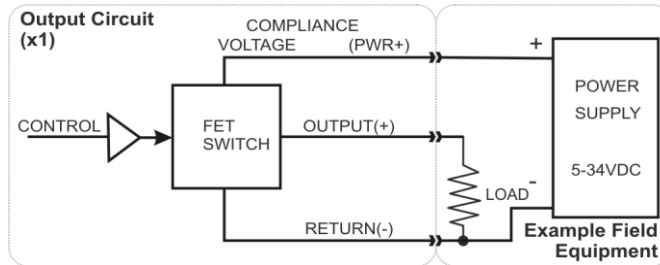 Output Circuit
(x1)
COMPLIANCE
VOLTAGE (PWR+)
+
POWER
SUPPLY
5-34VDC
CONTROL
FET
SWITCH
OUTPUT(+)
LOAD
-
RETURN(-)
Example Field
Equipment